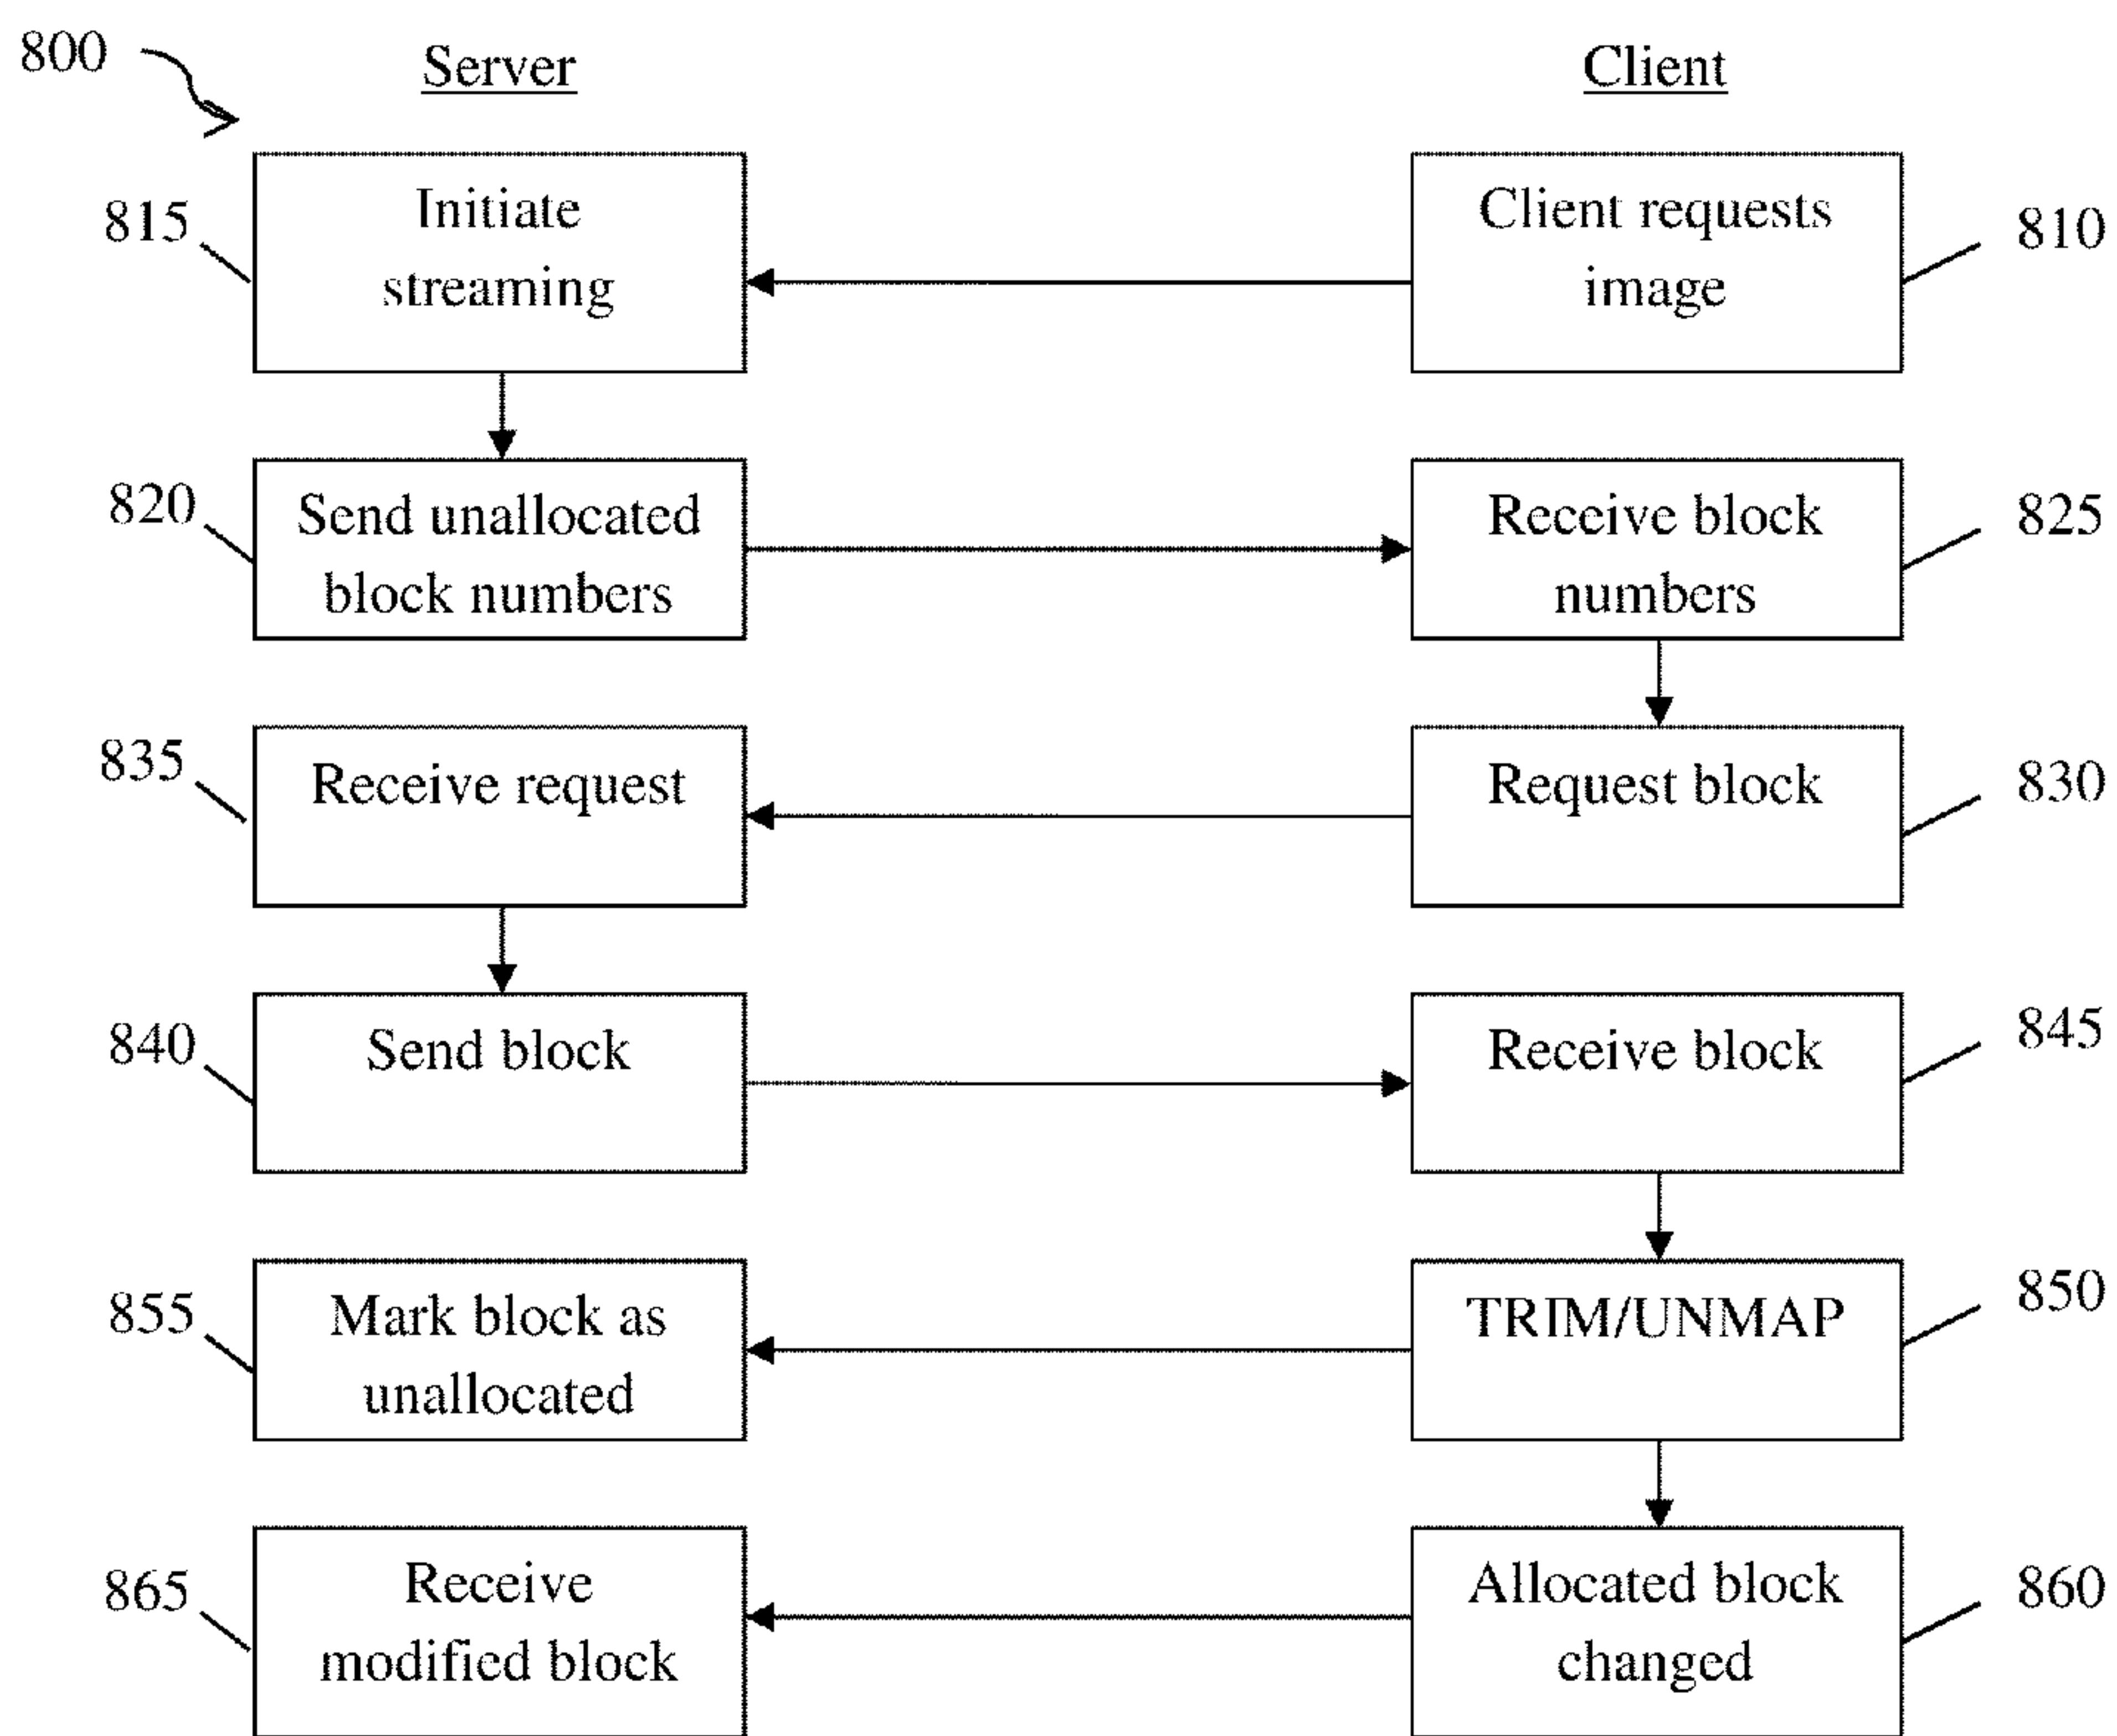 800
Server
Client
815
Initiate
streaming
Client requests
image
810
820
Send unallocated
block numbers
Receive block
numbers
825
835
Receive request
Request block
830
840
Send block
Receive block
845
855
Mark block as
unallocated
TRIM/UNMAP
850
865
Receive
modified block
Allocated block
changed
860